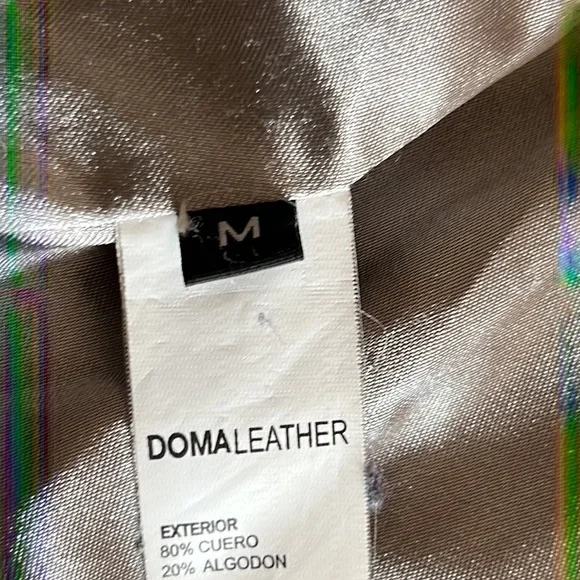 M
DOMALEATHER
EXTERIOR
80% CUERO
20% ALGODON